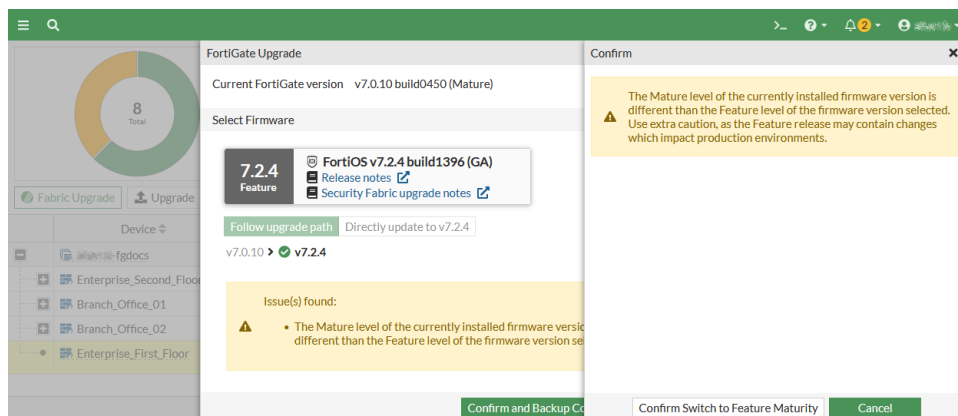 2
FortiGate Upgrade
Confirm
Current FortiGate version v7.0.10 build0450 (Mature)
Select Firmware
8
Total
The Mature level of the currently installed firmware version is
different than the Feature level of the firmware version selected.
Use extra caution, as the Feature release may contain changes
which impact production environments.
7.2.4
Feature
FortiOS v7.2.4 build1396 (GA)
Release notes
Security Fabric upgrade notes
Fabric Upgrade
Upgrade
Follow upgrade path
Directly update to v7.2.4
Device
v7.0.10 > v7.2.4
-fgdocs
Enterprise_Second_Floo
Branch_Office_01
Branch_Office_02
Enterprise_First_Floor
Issue(s) found:
• The Mature level of the currently installed firmware versio
different than the Feature level of the firmware version se
Confirm and Backup Co
Confirm Switch to Feature Maturity
Cancel